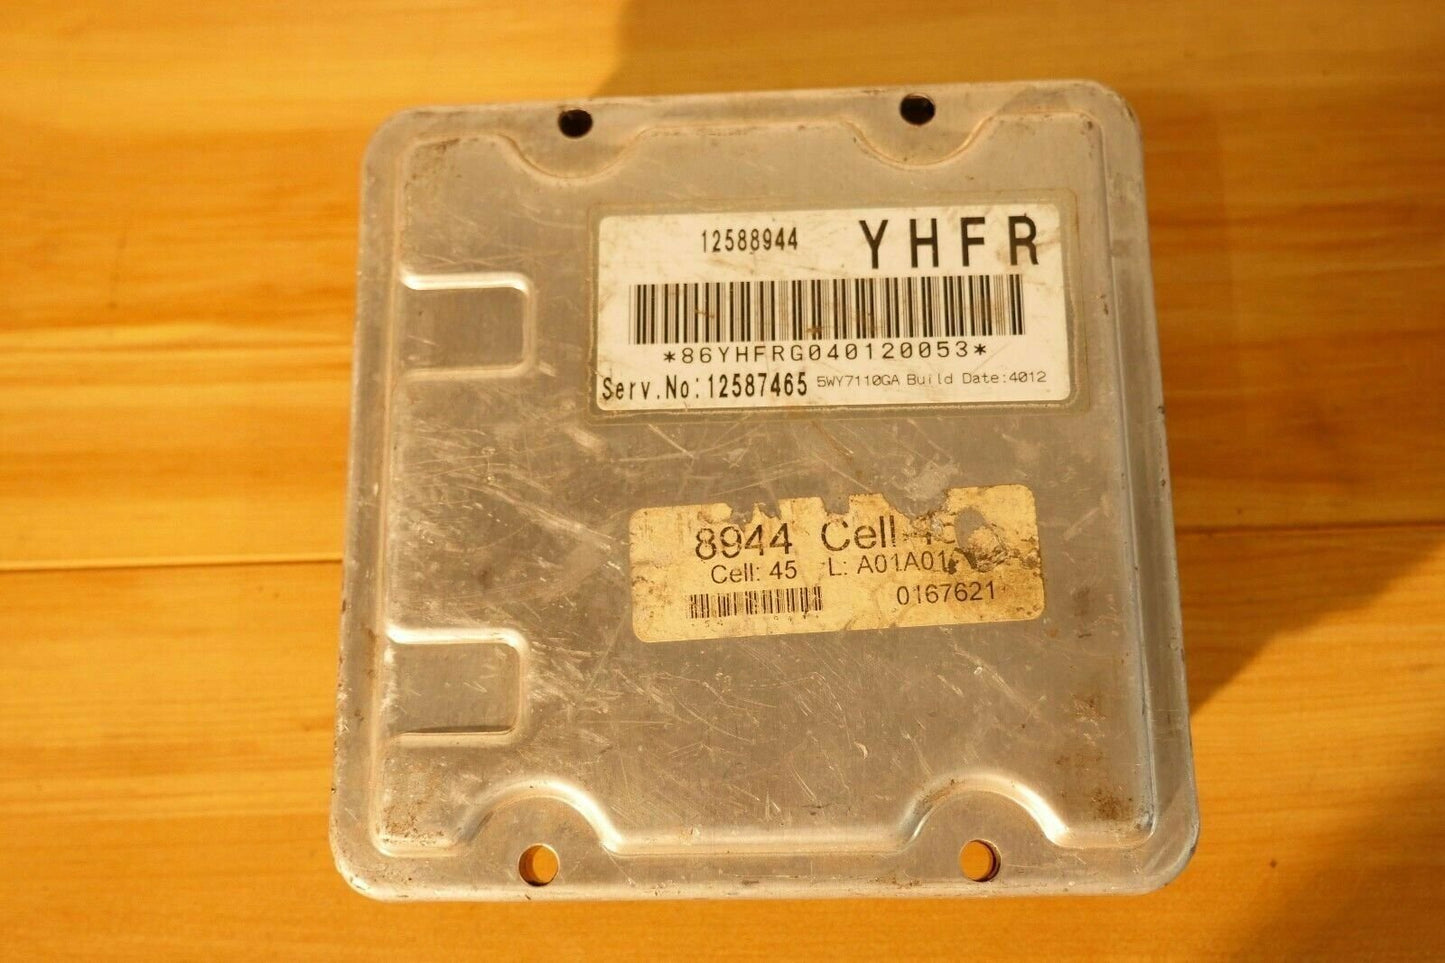 12588944 YHFR
*86YHFRG040120053*
Serv.No:12587465 5WY7110GA Build Date:4012
8944 Cell
Cell: 45 L: A01A01
0167621